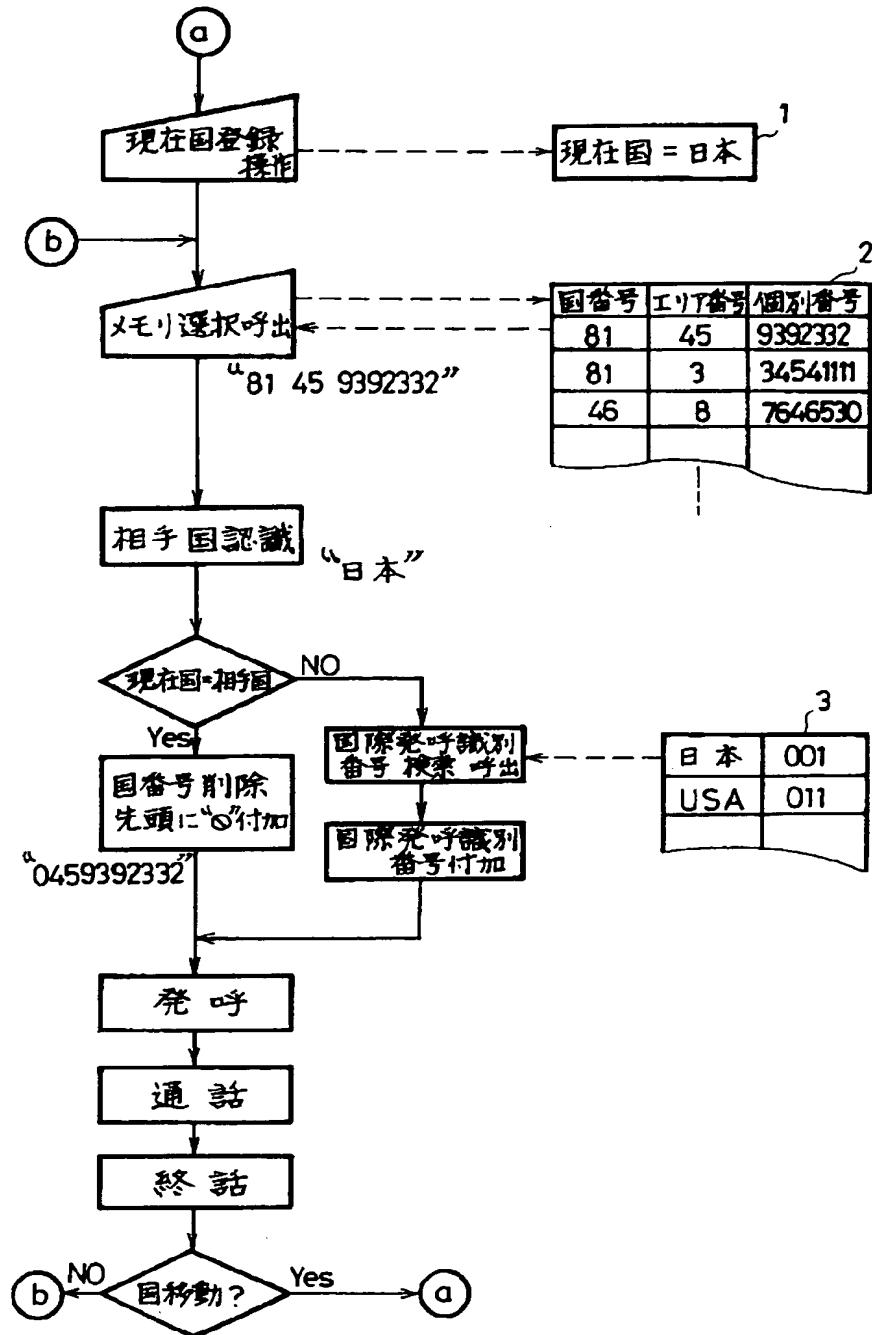 a
現在国登録
操作
1
現在国=日本
b
メモリ選択呼出
“81 45 9392332”
2
国番号 エリア番号 個別番号
81 45 9392332
81 3 34541111
46 8 7646530
相手国認識
“日本”
現在国=相手国
NO
Yes
国番号削除
先頭に“0”付加
“0459392332”
国際発呼識別
番号 検索 呼出
国際発呼識別
番号付加
3
日本 001
USA 011
発呼
通話
終話
国移動?
NO
b
Yes
a